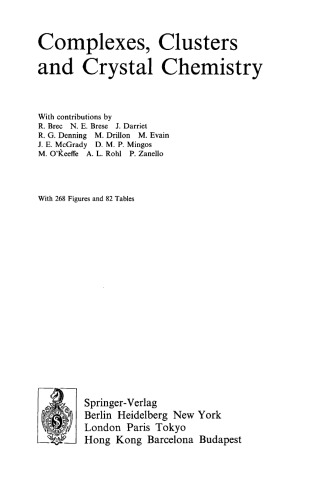 Complexes, Clusters
and Crystal Chemistry
With contributions by
R. Brec N. E. Brese J. Darriet
R. G. Denning M. Drillon M. Evain
J. E. McGrady D. M. P. Mingos
M. O'Keeffe A. L. Rohl P. Zanello
With 268 Figures and 82 Tables
Springer-Verlag
Berlin Heidelberg New York
London Paris Tokyo
Hong Kong Barcelona Budapest